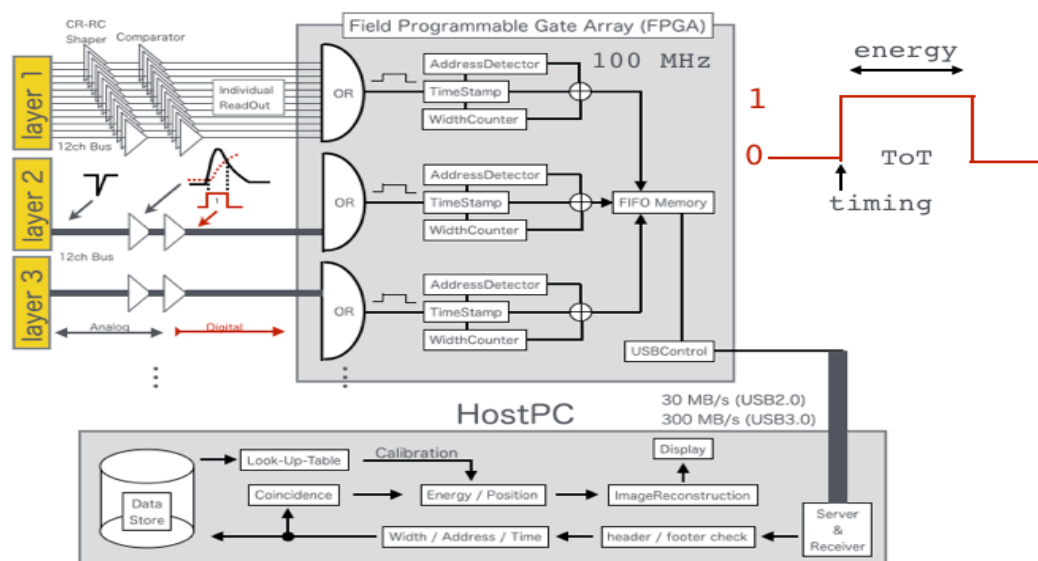 Field Programmable Gate Array (FPGA)
CR-RC
Shaper
Comparator
100 MHz
layer 1
Individual
ReadOut
OR
AddressDetector
TimeStamp
WidthCounter
12ch Bus
energy
1
0
ToT
timing
layer 2
1
OR
AddressDetector
TimeStamp
WidthCounter
FIFO Memory
12ch Bus
layer 3
OR
AddressDetector
TimeStamp
WidthCounter
Analog
Digital
USBControl
30 MB/s (USB2.0)
300 MB/s (USB3.0)
HostPC
Display
Look-Up-Table
Calibration
Data
Store
Coincidence
Energy / Position
ImageReconstruction
Server
&
Receiver
Width / Address / Time
header / footer check